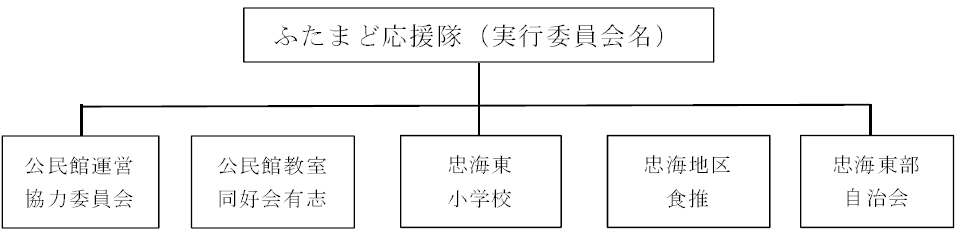 ふたまど応援隊（実行委員会名）
公民館運営
協力委員会
公民館教室
同好会有志
忠海東
小学校
忠海地区
食推
忠海東部
自治会